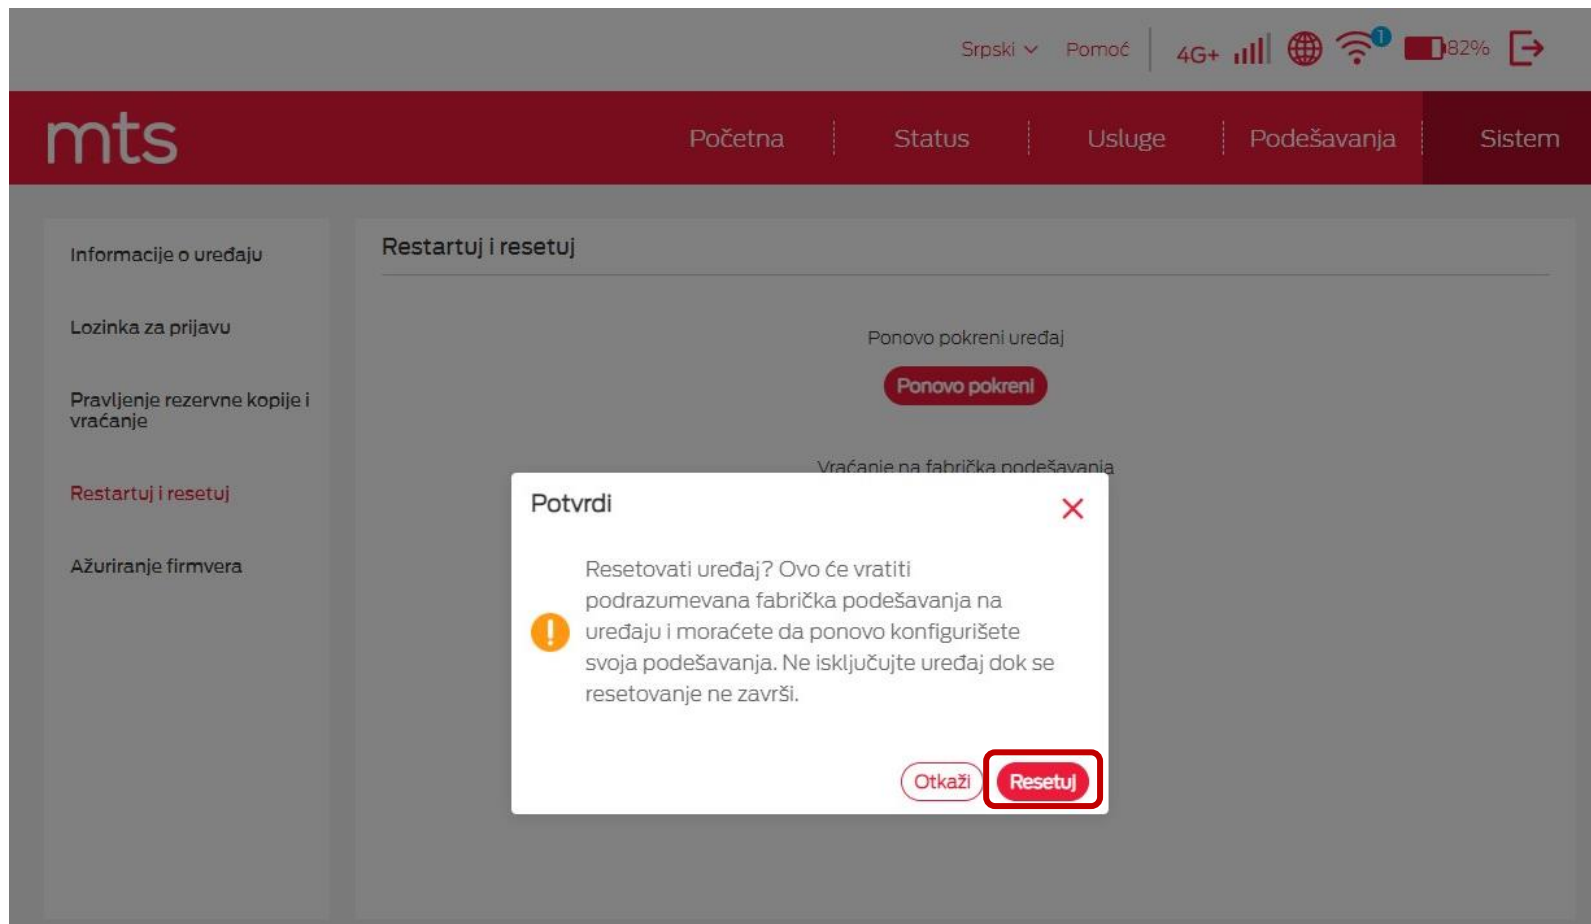 Srpski Pomoć 4G+ 1 82%
mts Početna Status Usluge Podešavanja Sistem
Informacije o uređaju
Lozinka za prijavu
Pravljenje rezervne kopije i
vraćanje
Restartuj i resetuj
Ažuriranje firmvera
Restartuj i resetuj
Ponovo pokreni uređaj
Ponovo pokreni
Vraćanje na fabrička podešavanja
Potvrdi
Resetovati uređaj? Ovo će vratiti
podrazumevana fabrička podešavanja na
uređaju i moraćete da ponovo konfigurišete
svoja podešavanja. Ne isključujte uređaj dok se
resetovanje ne završi.
Otkaži Resetuj